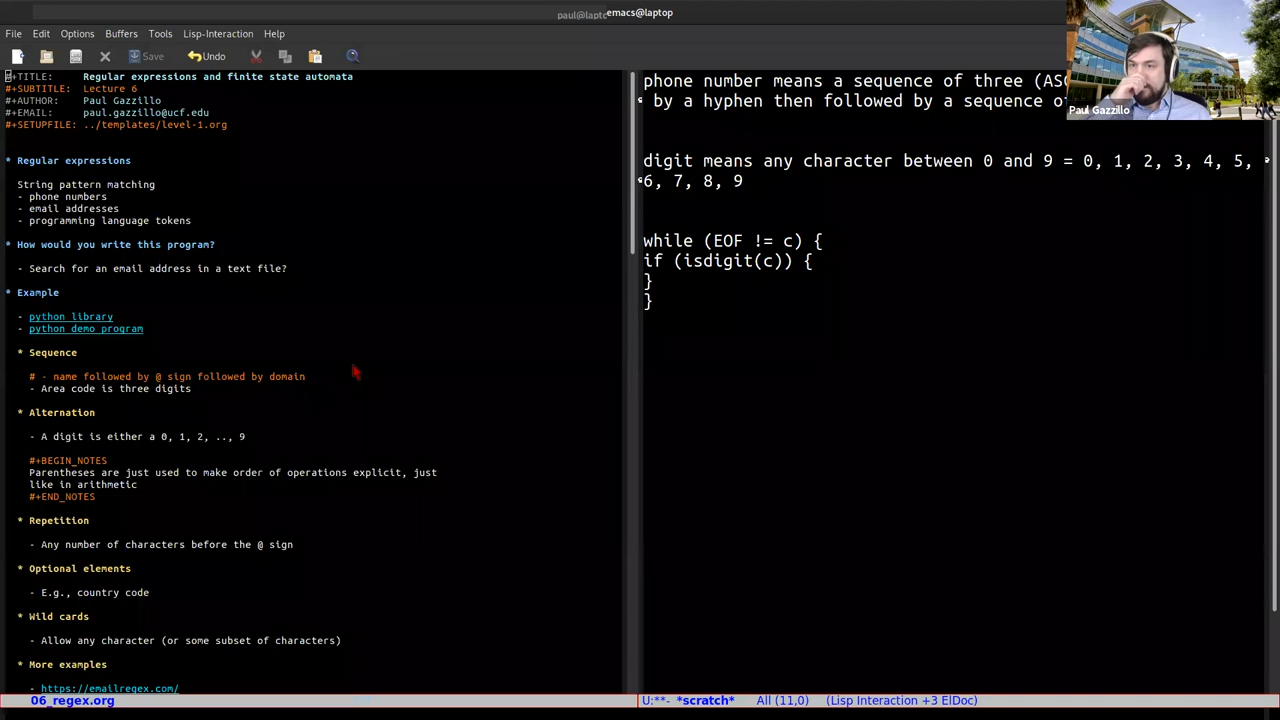 emacs@laptop
File Edit Options Buffers Tools Lisp-Interaction Help
Save Undo
#+TITLE: Regular expressions and finite state automata
#+SUBTITLE: Lecture 6
#+AUTHOR: Paul Gazzillo
#+EMAIL: paul.gazzillo@ucf.edu
#+SETUPFILE: ../templates/level-1.org
* Regular expressions
String pattern matching
- phone numbers
- email addresses
- programming language tokens
* How would you write this program?
- Search for an email address in a text file?
* Example
- python library
- python demo program
* Sequence
# - name followed by @ sign followed by domain
- Area code is three digits
* Alternation
- A digit is either a 0, 1, 2, .., 9
#+BEGIN_NOTES
Parentheses are just used to make order of operations explicit, just
like in arithmetic
#+END_NOTES
* Repetition
- Any number of characters before the @ sign
* Optional elements
- E.g., country code
* Wild cards
- Allow any character (or some subset of characters)
* More examples
- https://emailregex.com/
06_regex.org
phone number means a sequence of three (ASC
by a hyphen then followed by a sequence of
digit means any character between 0 and 9 = 0, 1, 2, 3, 4, 5,
6, 7, 8, 9
while (EOF != c) {
if (isdigit(c)) {
}
}
U:**- *scratch* All (11,0) (Lisp Interaction +3 ElDoc)
Paul Gazzillo